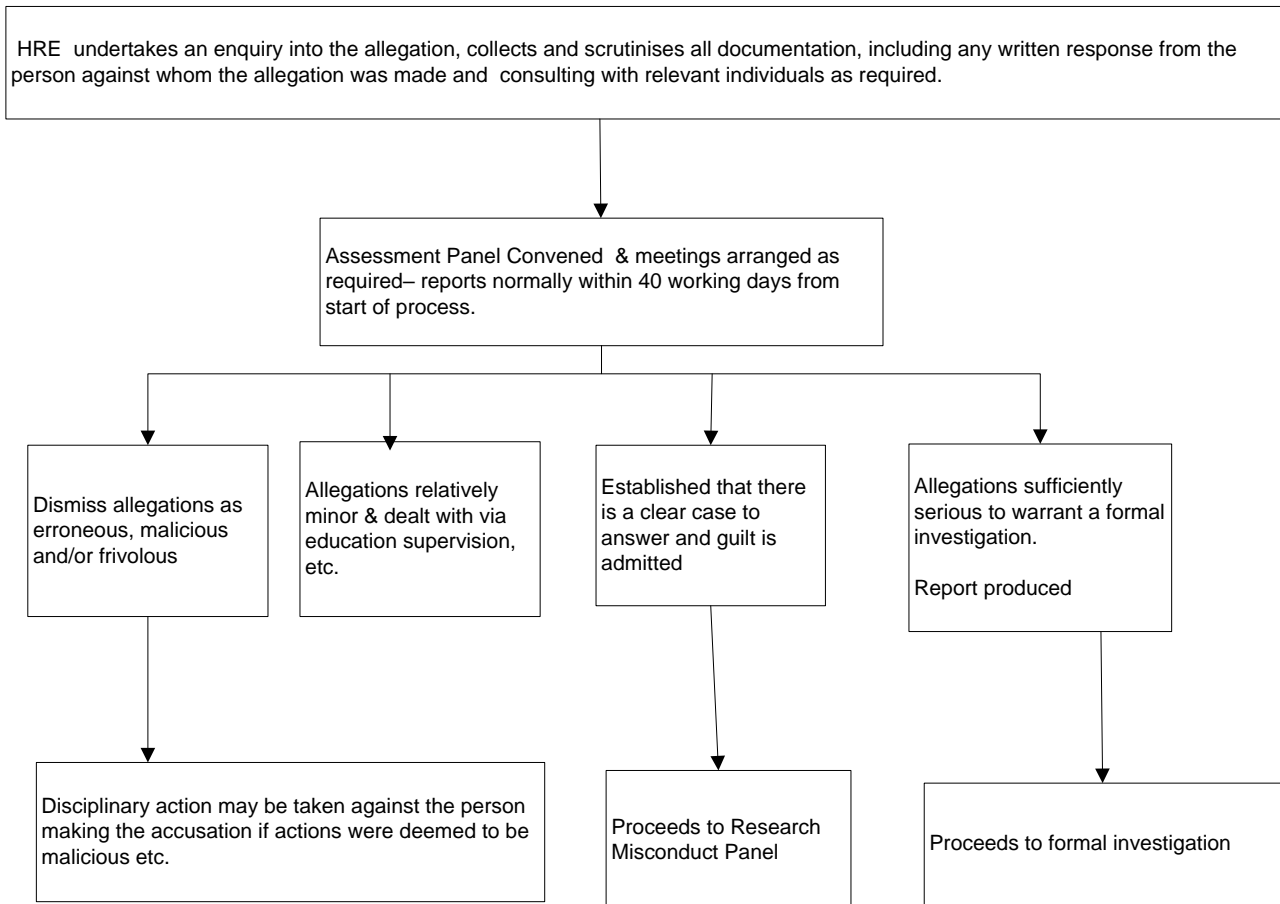 HRE undertakes an enquiry into the allegation, collects and scrutinises all documentation, including any written response from the
person against whom the allegation was made and consulting with relevant individuals as required.
Assessment Panel Convened & meetings arranged as
required– reports normally within 40 working days from
start of process.
Dismiss allegations as
erroneous, malicious
and/or frivolous
Allegations relatively
minor & dealt with via
education supervision,
etc.
Established that there
is a clear case to
answer and guilt is
admitted
Allegations sufficiently
serious to warrant a formal
investigation.
Report produced
Disciplinary action may be taken against the person
making the accusation if actions were deemed to be
malicious etc.
Proceeds to Research
Misconduct Panel
Proceeds to formal investigation